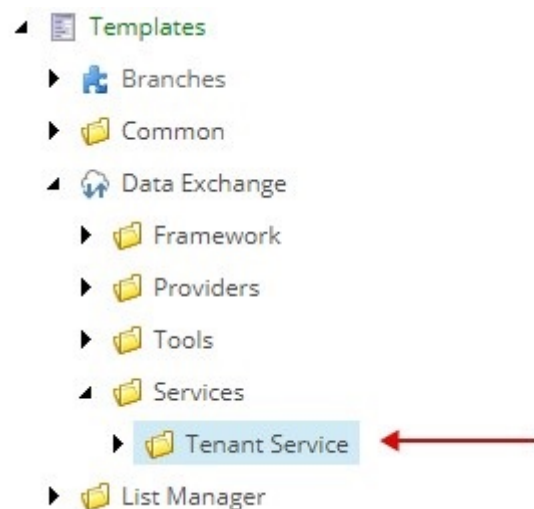 Templates
Branches
Common
Data Exchange
Framework
Providers
Tools
Services
Tenant Service
List Manager